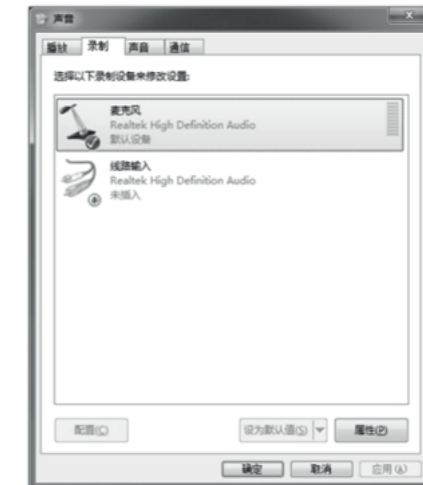 声音
播放 录制 声音 通信
选择以下录制设备来修改设置:
麦克风
Realtek High Definition Audio
默认设备
线路输入
Realtek High Definition Audio
未插入
配置(C) 设为默认值(S) 属性(P)
确定 取消 应用(A)